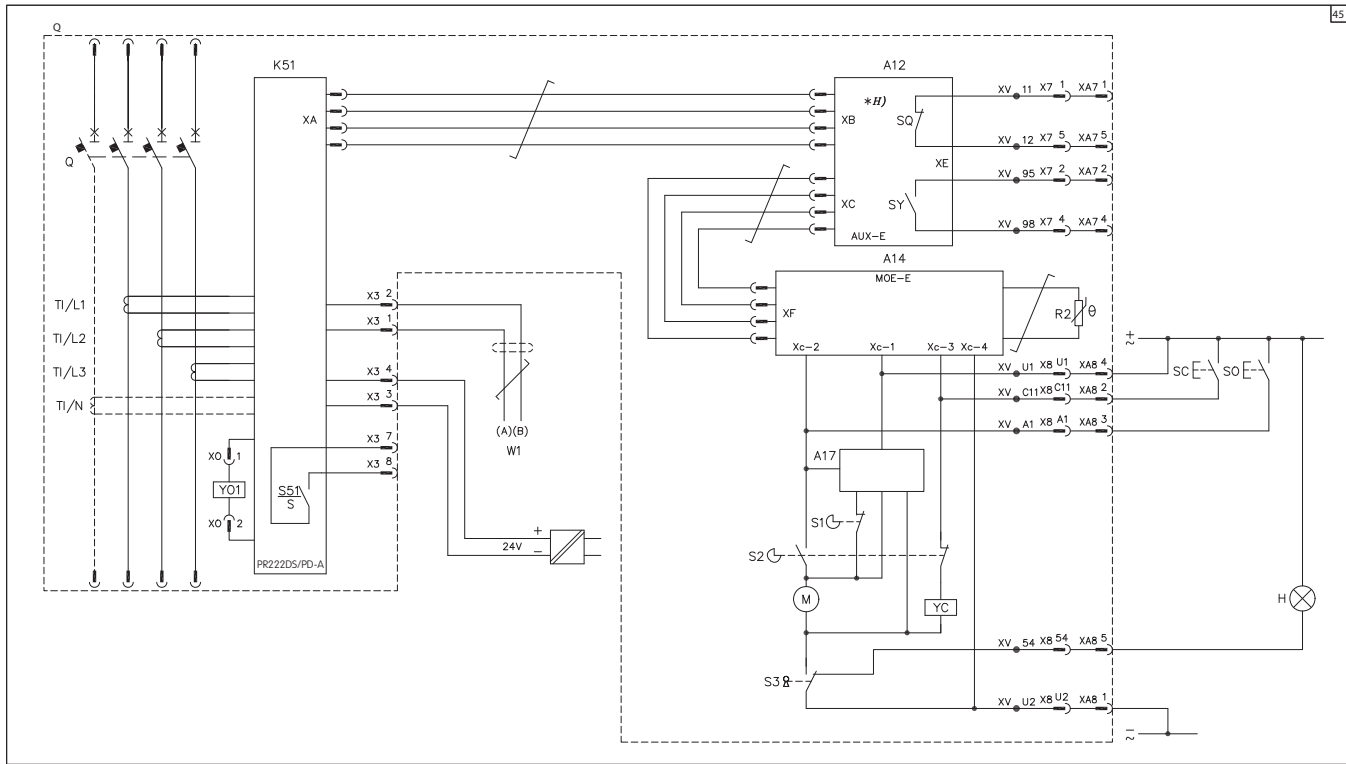 45
Q
K51
XA
A12
*H)
XB
SQ
XE
XC
SY
AUX-E
XV 11 X7 1 XA7 1
XV 12 X7 5 XA7 5
XV 95 X7 2 XA7 2
XV 98 X7 4 XA7 4
Q
A14
MOE-E
XF
R2 θ
Xc-2 Xc-1 Xc-3 Xc-4
TI/L1
TI/L2
TI/L3
TI/N
X3 2
X3 1
X3 4
X3 3
X3 7
X3 8
(A)(B)
W1
XO 1
YO1
XO 2
S51
S
PR222DS/PD-A
+
24V
−
+
~
XV U1 X8 U1 XA8 4
XV C11 X8 C11 XA8 2
XV A1 X8 A1 XA8 3
SC SO
A17
S1
S2
M
YC
H
S3
XV 54 X8 54 XA8 5
XV U2 X8 U2 XA8 1
−
~